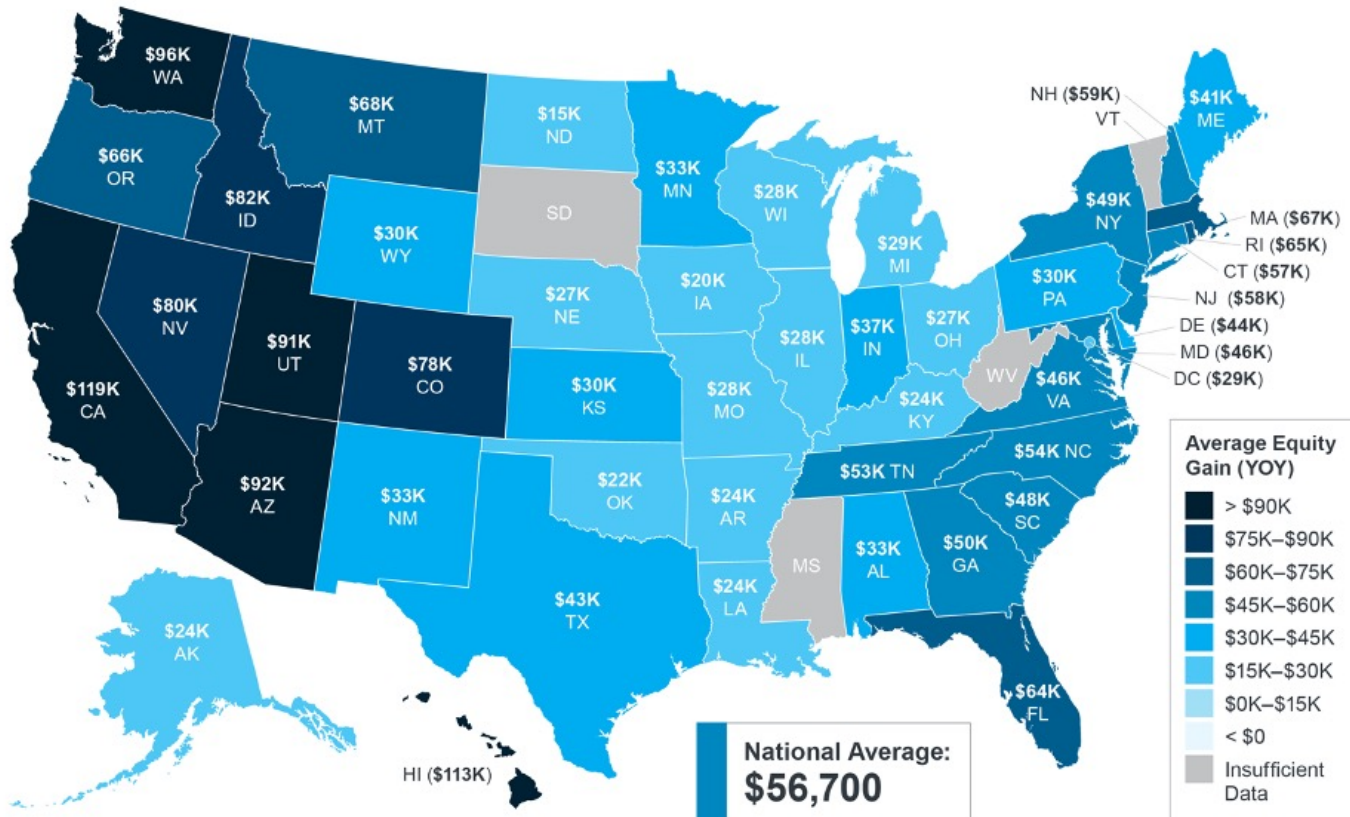 $96K
WA
$66K
OR
$82K
ID
$68K
MT
$15K
ND
SD
$33K
MN
$28K
WI
$29K
MI
$30K
WY
$27K
NE
$20K
IA
$80K
NV
$91K
UT
$78K
CO
$30K
KS
$28K
MO
$28K
IL
$37K
IN
$27K
OH
$24K
KY
WV
$46K
VA
$119K
CA
$92K
AZ
$33K
NM
$22K
OK
$24K
AR
$53K TN
$54K NC
$48K
SC
$43K
TX
$24K
LA
MS
$33K
AL
$50K
GA
$64K
FL
$24K
AK
HI ($113K)
$30K
PA
$49K
NY
$41K
ME
NH ($59K)
VT
MA ($67K)
RI ($65K)
CT ($57K)
NJ ($58K)
DE ($44K)
MD ($46K)
DC ($29K)
Average Equity
Gain (YOY)
> $90K
$75K–$90K
$60K–$75K
$45K–$60K
$30K–$45K
$15K–$30K
$0K–$15K
< $0
Insufficient
Data
National Average:
$56,700